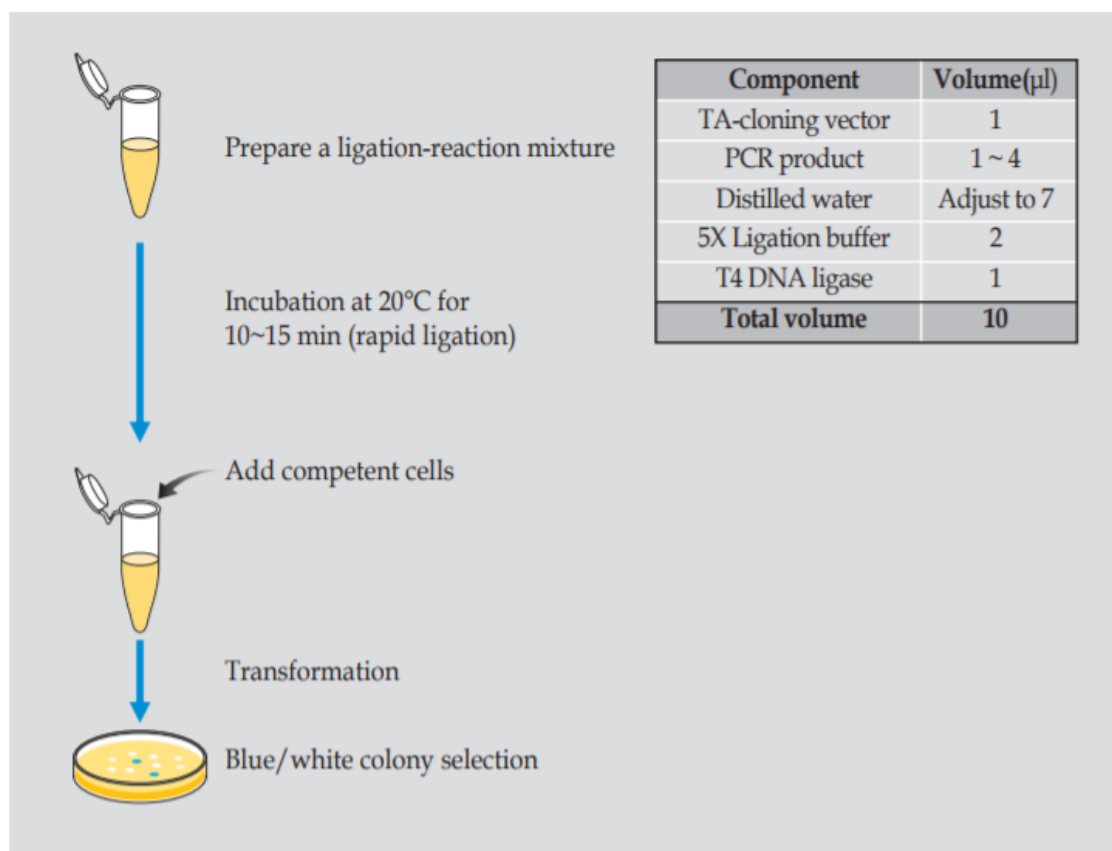 Prepare a ligation-reaction mixture
Incubation at 20°C for
10~15 min (rapid ligation)
Add competent cells
Transformation
Blue/white colony selection
Component Volume(µl)
TA-cloning vector 1
PCR product 1 ~ 4
Distilled water Adjust to 7
5X Ligation buffer 2
T4 DNA ligase 1
Total volume 10